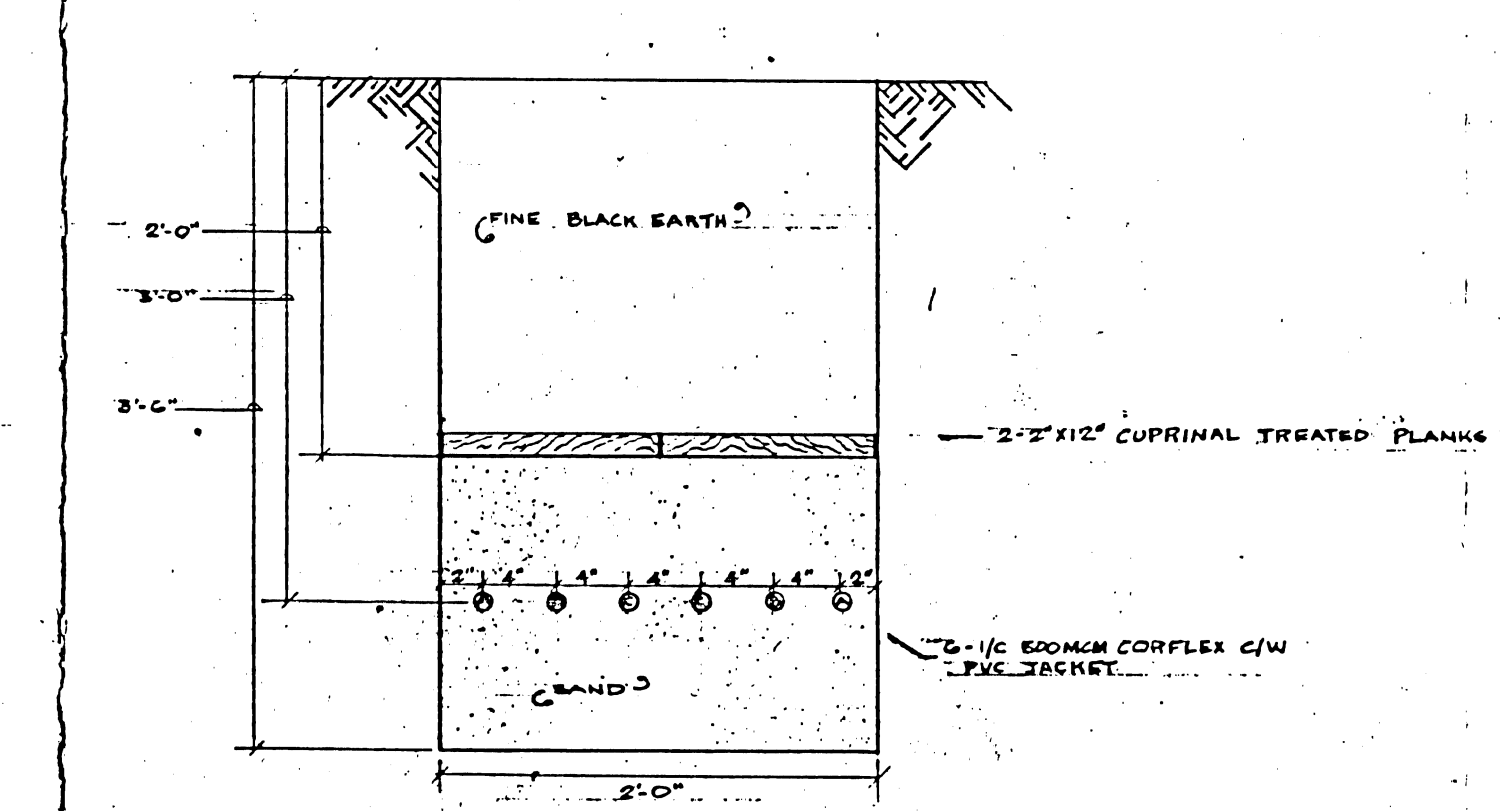 FINE BLACK EARTH
2'-0"
3'-0"
3'-6"
2-2"X12" CUPRINAL TREATED PLANKS
2" 4" 4" 4" 4" 4" 2"
A B C C B A
6-1/C 500MCM CORFLEX C/W
PVC JACKET
SAND
2'-0"